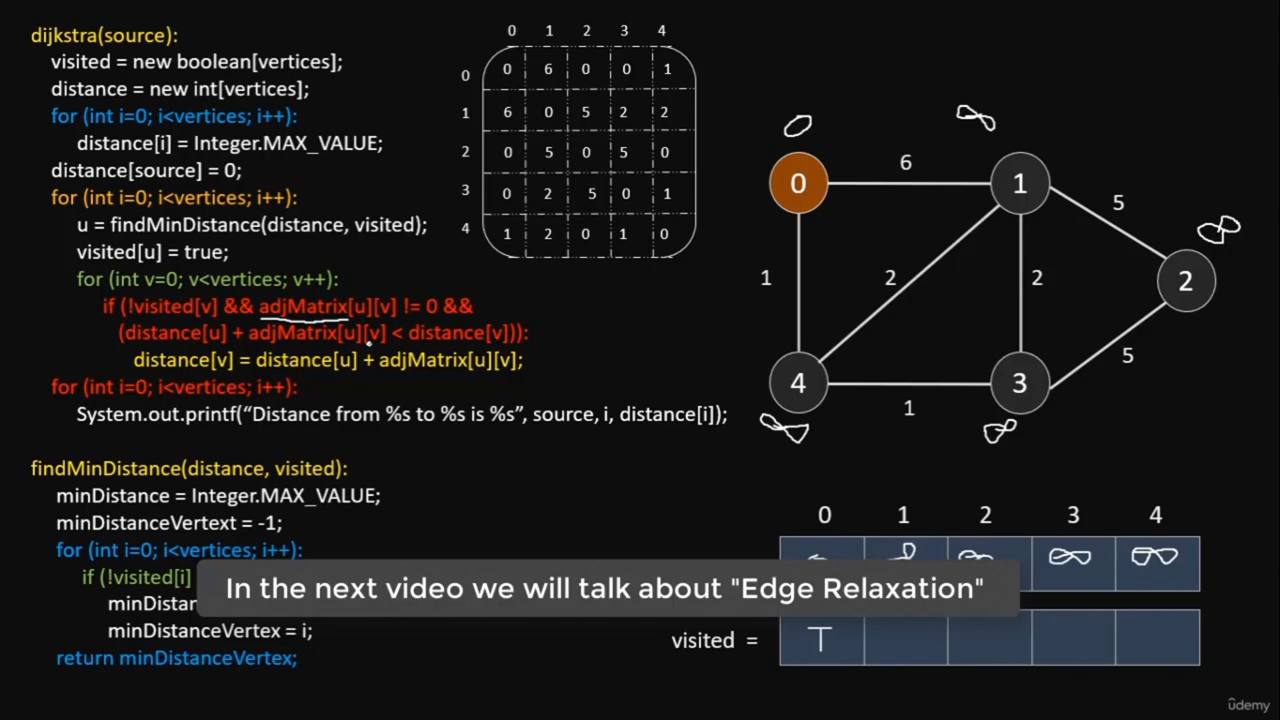 dijkstra(source):
visited = new boolean[vertices];
distance = new int[vertices];
for (int i=0; i<vertices; i++):
distance[i] = Integer.MAX_VALUE;
distance[source] = 0;
for (int i=0; i<vertices; i++):
u = findMinDistance(distance, visited);
visited[u] = true;
for (int v=0; v<vertices; v++):
if (!visited[v] && adjMatrix[u][v] != 0 &&
(distance[u] + adjMatrix[u][v] < distance[v])):
distance[v] = distance[u] + adjMatrix[u][v];
for (int i=0; i<vertices; i++):
System.out.printf(“Distance from %s to %s is %s”, source, i, distance[i]);
findMinDistance(distance, visited):
minDistance = Integer.MAX_VALUE;
minDistanceVertext = -1;
for (int i=0; i<vertices; i++):
if (!visited[i]
minDistanceVertex = i;
return minDistanceVertex;
0 1 2 3 4
0 0 6 0 0 1
1 6 0 5 2 2
2 0 5 0 5 0
3 0 2 5 0 1
4 1 2 0 1 0
0 ∞
6
0 1
5
∞
1 2 2 2
5
4 3
1
∞ ∞
0 1 2 3 4
∞ ∞ ∞
In the next video we will talk about "Edge Relaxation"
visited = T
ûdemy